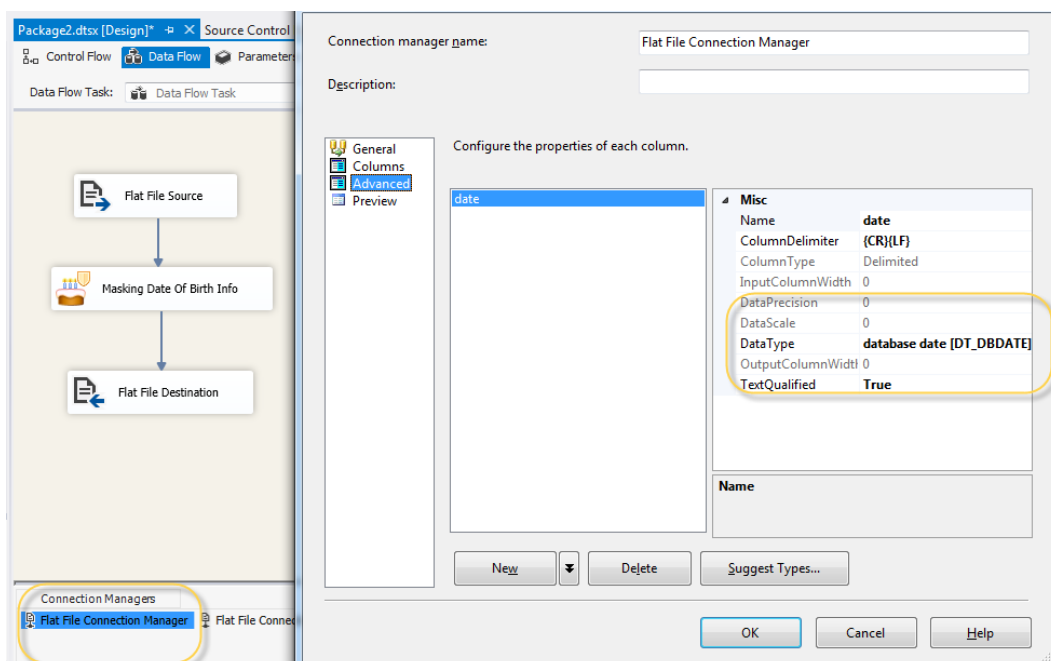 Package2.dtsx [Design]* Source Control
Control Flow Data Flow Parameter
Data Flow Task: Data Flow Task
Flat File Source
Masking Date Of Birth Info
Flat File Destination
Connection Managers
Flat File Connection Manager Flat File Connec
Connection manager name: Flat File Connection Manager
Description:
General
Columns
Advanced
Preview
Configure the properties of each column.
date
Misc
Name date
ColumnDelimiter {CR}{LF}
ColumnType Delimited
InputColumnWidth 0
DataPrecision 0
DataScale 0
DataType database date [DT_DBDATE]
OutputColumnWidtl 0
TextQualified True
Name
New Delete Suggest Types...
OK Cancel Help